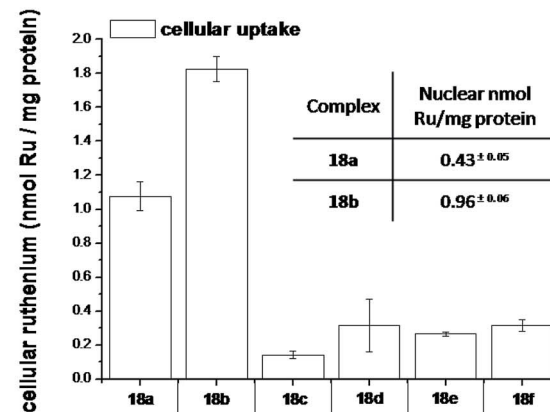 cellular ruthenium (nmol Ru / mg protein)
cellular uptake
2.0
1.8
1.6
1.4
1.2
1.0
0.8
0.6
0.4
0.2
0.0
Complex
Nuclear nmol
Ru/mg protein
18a
0.43 ± 0.05
18b
0.96 ± 0.06
18a 18b 18c 18d 18e 18f